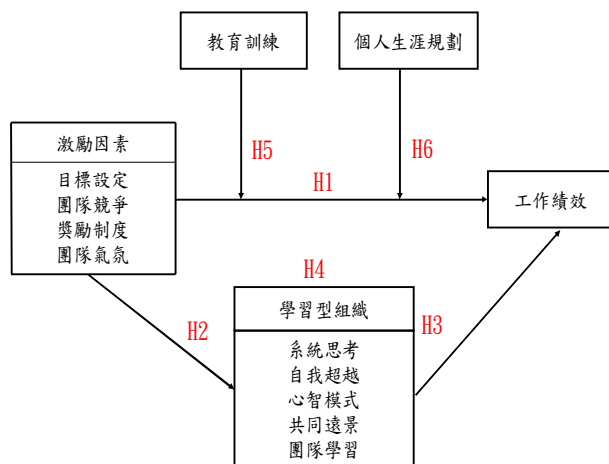 教育訓練
個人生涯規劃
激勵因素
目標設定
團隊競爭
獎勵制度
團隊氣氛
H5
H6
H1
工作績效
H4
H2
學習型組織
H3
系統思考
自我超越
心智模式
共同遠景
團隊學習